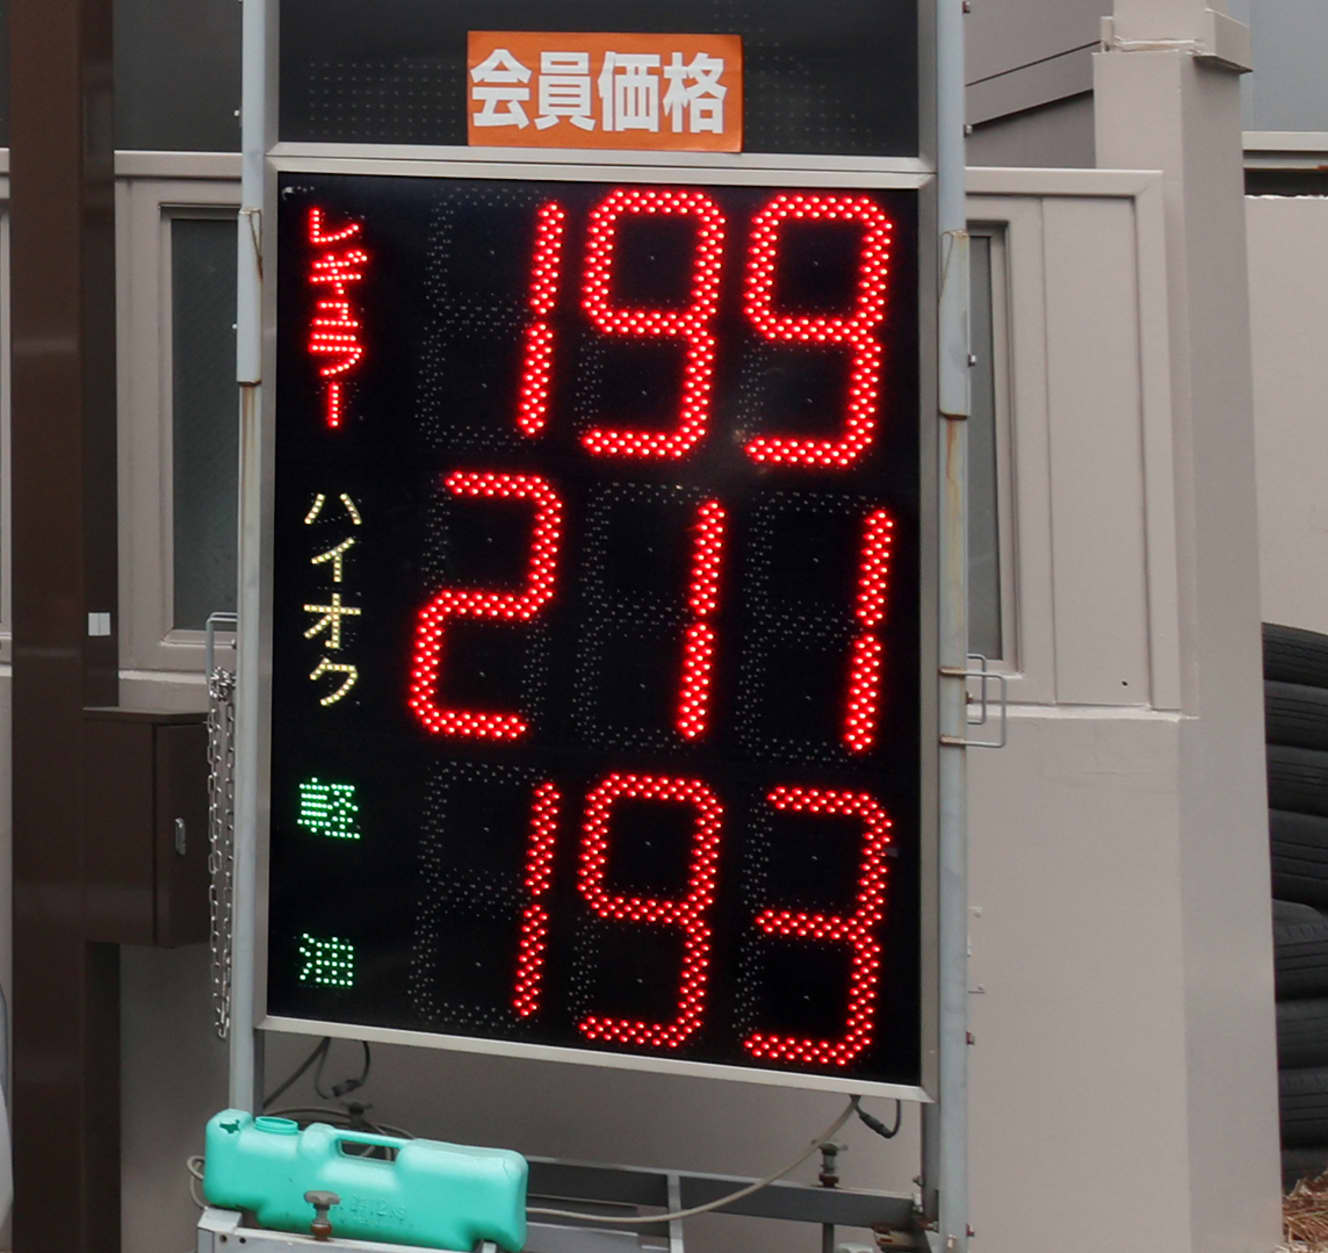 会員価格
レギュラー 199
ハイオク 211
軽油 193